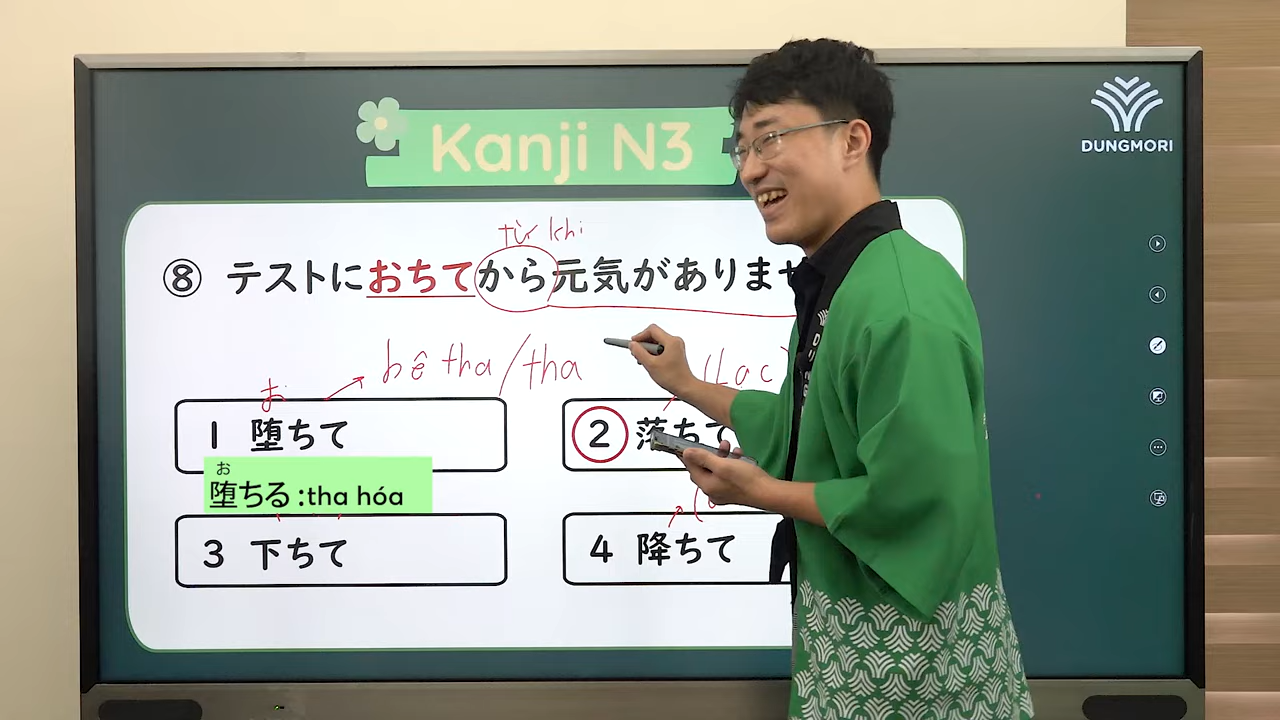 Kanji N3
DUNGMORI
từ khi
⑧ テストにおちてから元気がありませ
bê tha/tha
(Lạc
お
1 堕ちて
2 落ちて
お
堕ちる:tha hóa
3 下ちて
4 降ちて